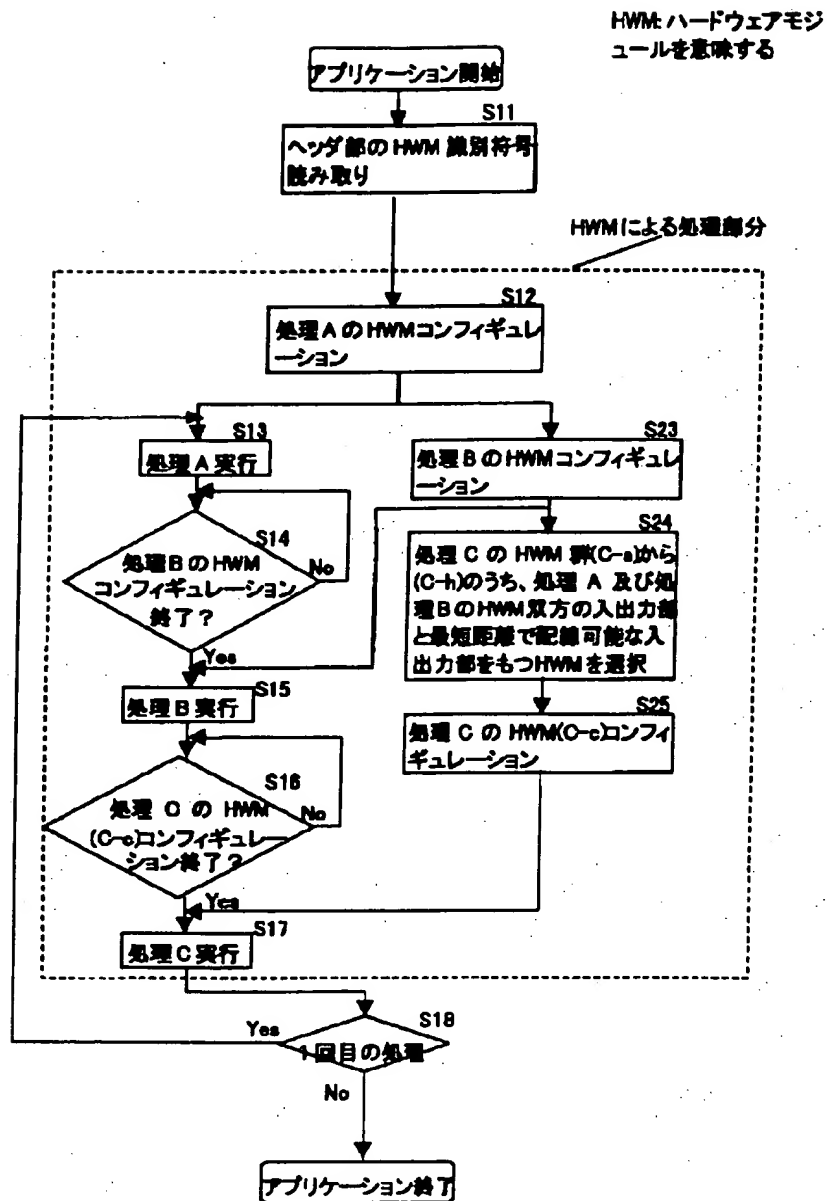 HWM: ハードウェアモジ
ュールを意味する
アプリケーション開始
S11
ヘッダ部のHWM 識別符号
読み取り
HWMによる処理部分
S12
処理AのHWMコンフィギュレ
ーション
S13
処理A実行
S23
処理BのHWMコンフィギュレ
ーション
S14
処理BのHWM
コンフィギュレーション
終了?
No
Yes
S24
処理CのHWM群(C-a)から
(C-h)のうち、処理A及び処
理BのHWM双方の入出力部
と最短距離で配線可能な入
出力部をもつHWMを選択
S15
処理B実行
S25
処理CのHWM(C-c)コンフィ
ギュレーション
S16
処理CのHWM
(C-c)コンフィギュレー
ション終了?
No
Yes
S17
処理C実行
S18
1回目の処理
Yes
No
アプリケーション終了